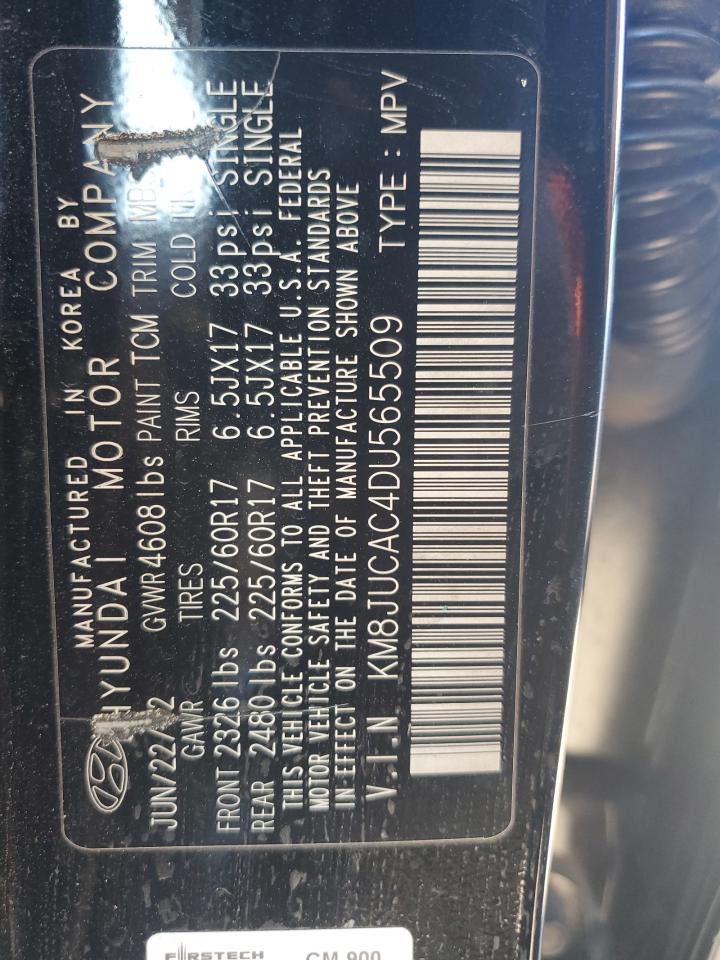 MANUFACTURED IN KOREA BY
HYUNDAI MOTOR COMPANY
GVWR 4608 lbs PAINT TCM TRIM
GAWR TIRES RIMS COLD
FRONT 2326 lbs 225/60R17 6.5JX17 33psi SINGLE
REAR 2480 lbs 225/60R17 6.5JX17 33psi SINGLE
THIS VEHICLE CONFORMS TO ALL APPLICABLE U.S.A. FEDERAL
MOTOR VEHICLE-SAFETY AND THEFT PREVENTION STANDARDS
IN EFFECT ON THE DATE OF MANUFACTURE SHOWN ABOVE
V.I.N KM8JUCAC4DU565509 TYPE : MPV
FIRSTECH CM 900